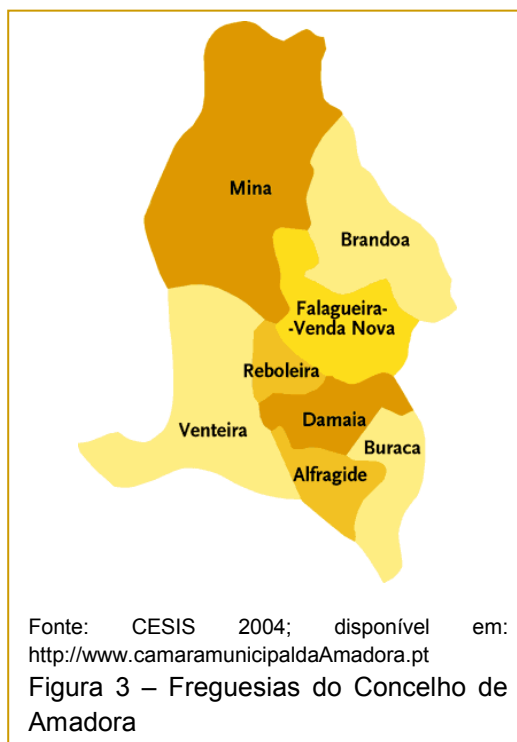 Mina
Brandoa
Falagueira-
-Venda Nova
Reboleira
Damaia
Venteira
Buraca
Alfragide
Fonte: CESIS 2004; disponível em:
http://www.camaramunicipaldaAmadora.pt
Figura 3 – Freguesias do Concelho de
Amadora